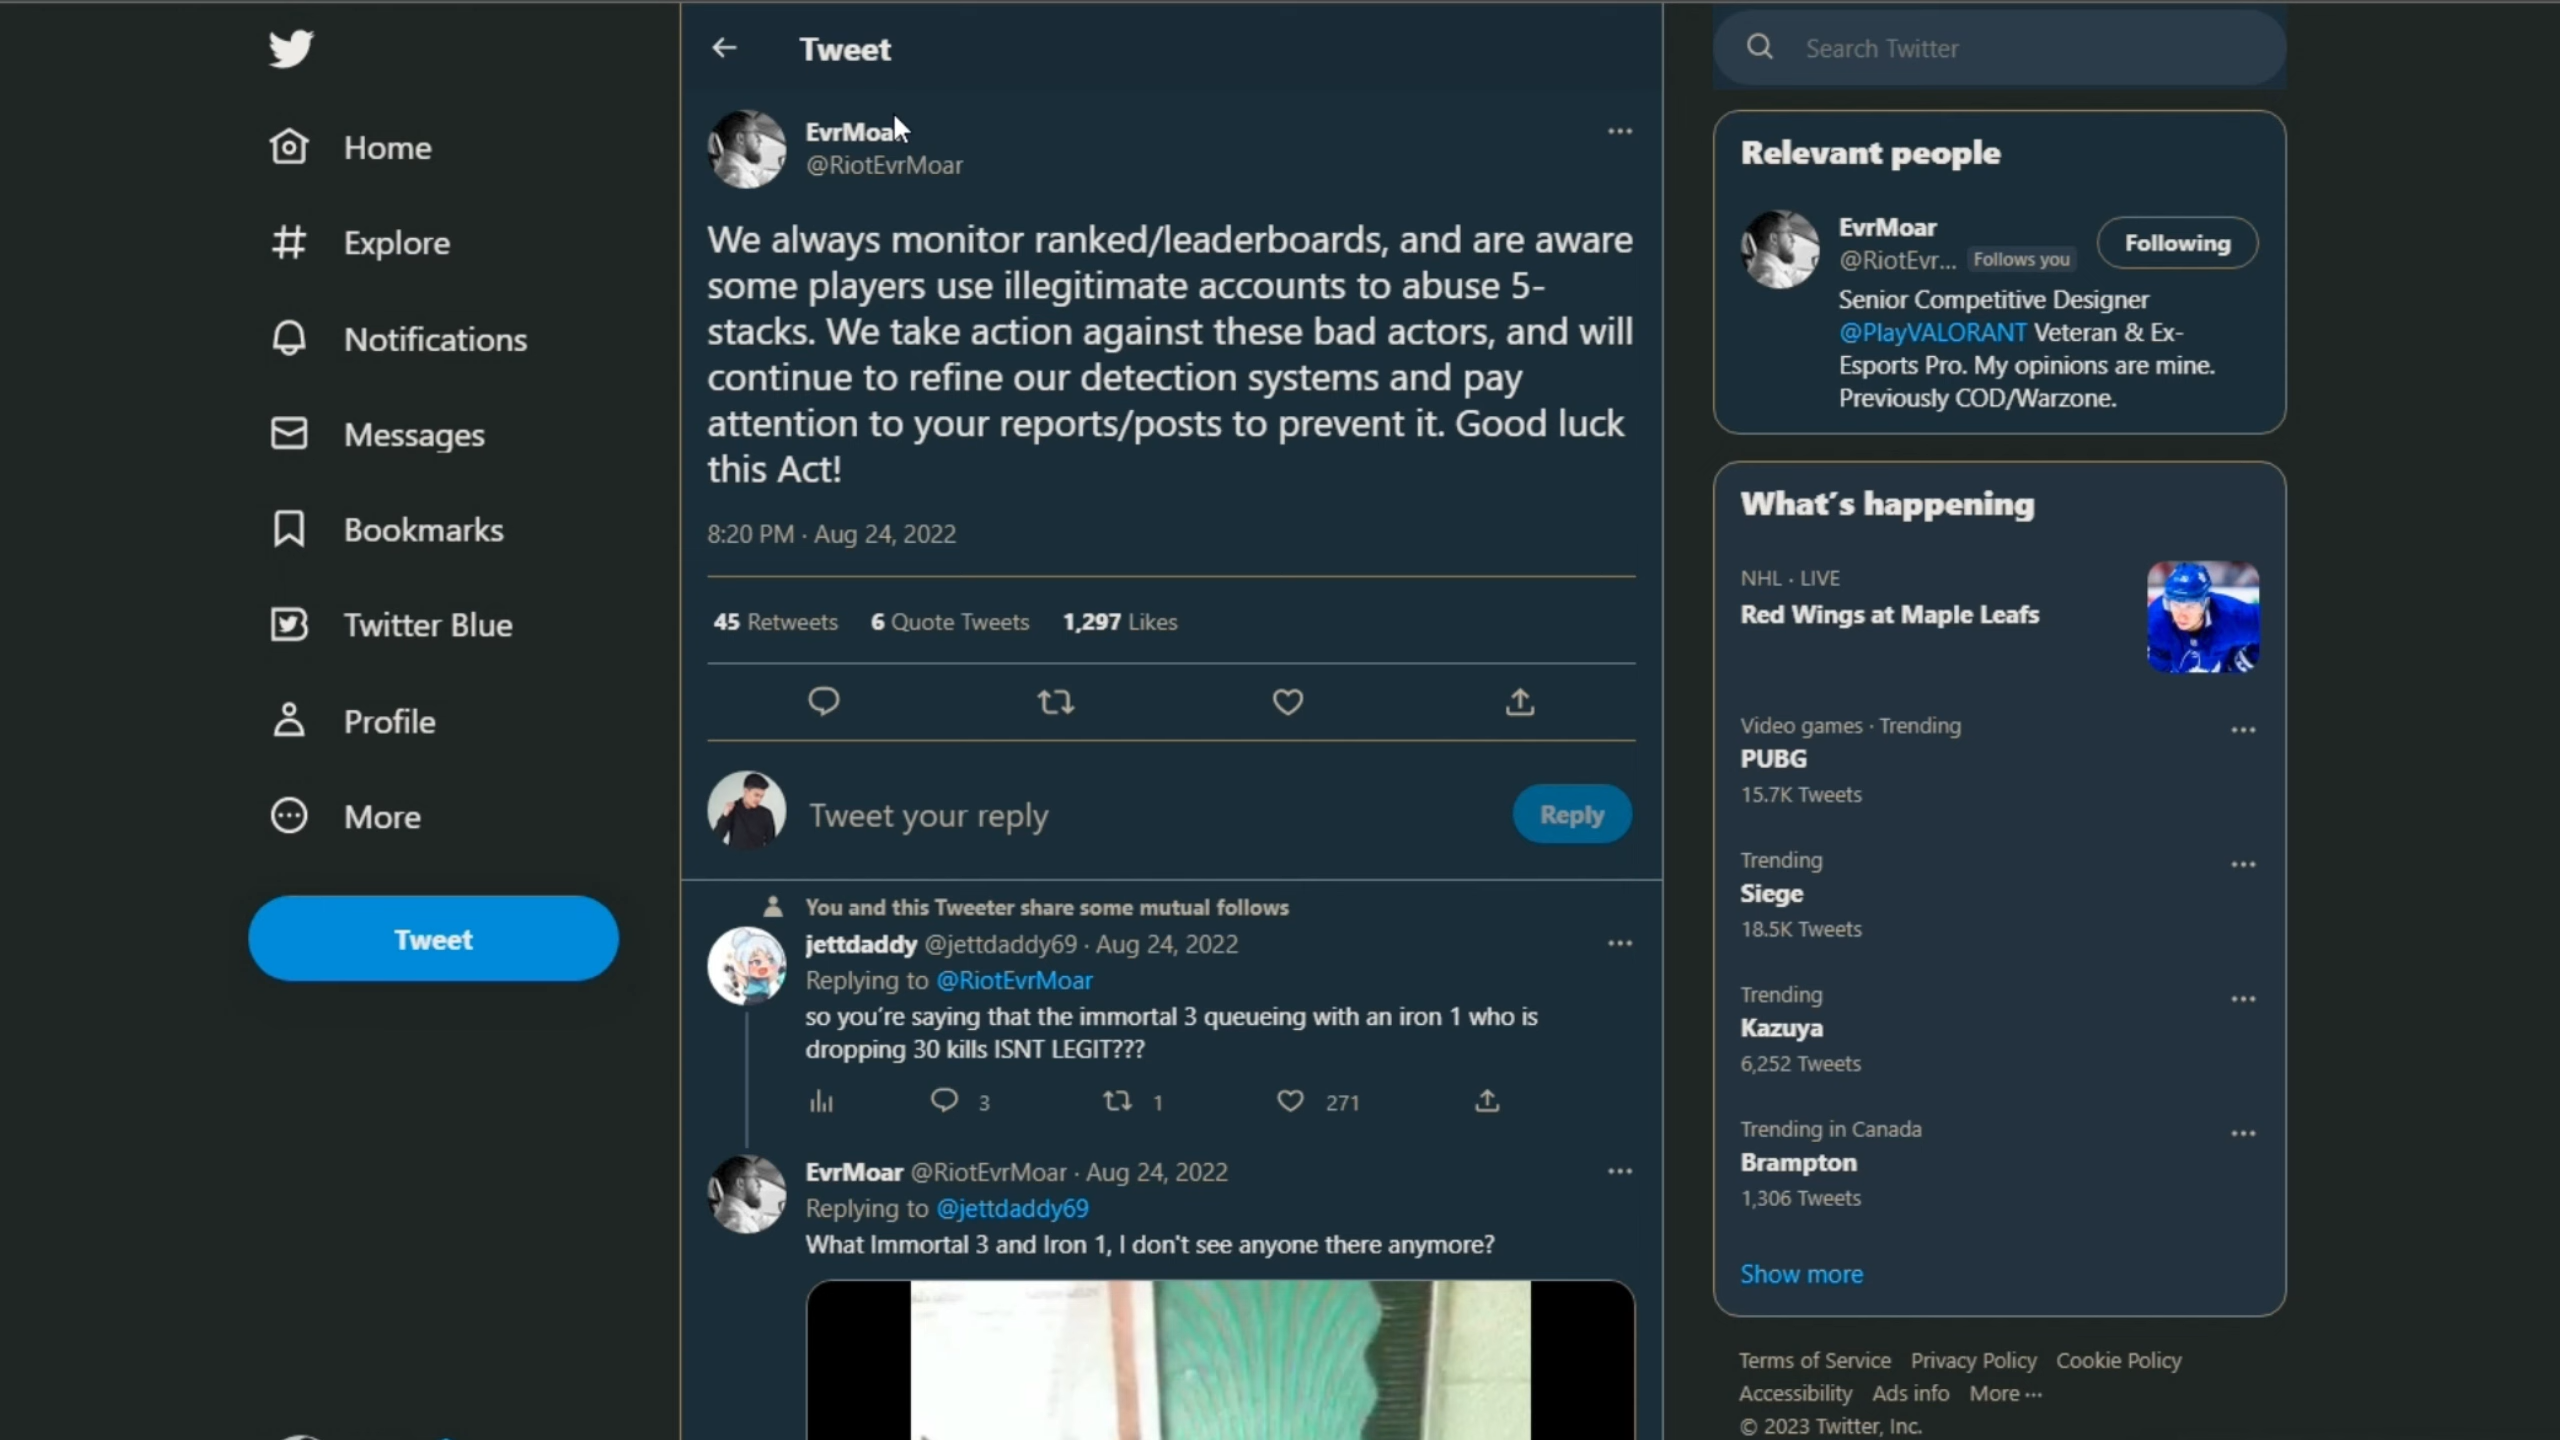 Home
Explore
Notifications
Messages
Bookmarks
Twitter Blue
Profile
More
Tweet
Tweet
EvrMoar
@RiotEvrMoar
We always monitor ranked/leaderboards, and are aware
some players use illegitimate accounts to abuse 5-
stacks. We take action against these bad actors, and will
continue to refine our detection systems and pay
attention to your reports/posts to prevent it. Good luck
this Act!
8:20 PM · Aug 24, 2022
45 Retweets 6 Quote Tweets 1,297 Likes
Tweet your reply
Reply
You and this Tweeter share some mutual follows
jettdaddy @jettdaddy69 · Aug 24, 2022
Replying to @RiotEvrMoar
so you're saying that the immortal 3 queueing with an iron 1 who is
dropping 30 kills ISNT LEGIT???
3 1 271
EvrMoar @RiotEvrMoar · Aug 24, 2022
Replying to @jettdaddy69
What Immortal 3 and Iron 1, I don't see anyone there anymore?
Search Twitter
Relevant people
EvrMoar
@RiotEvr... Follows you
Following
Senior Competitive Designer
@PlayVALORANT Veteran & Ex-
Esports Pro. My opinions are mine.
Previously COD/Warzone.
What's happening
NHL · LIVE
Red Wings at Maple Leafs
Video games · Trending
PUBG
15.7K Tweets
Trending
Siege
18.5K Tweets
Trending
Kazuya
6,252 Tweets
Trending in Canada
Brampton
1,306 Tweets
Show more
Terms of Service Privacy Policy Cookie Policy
Accessibility Ads info More ···
© 2023 Twitter, Inc.